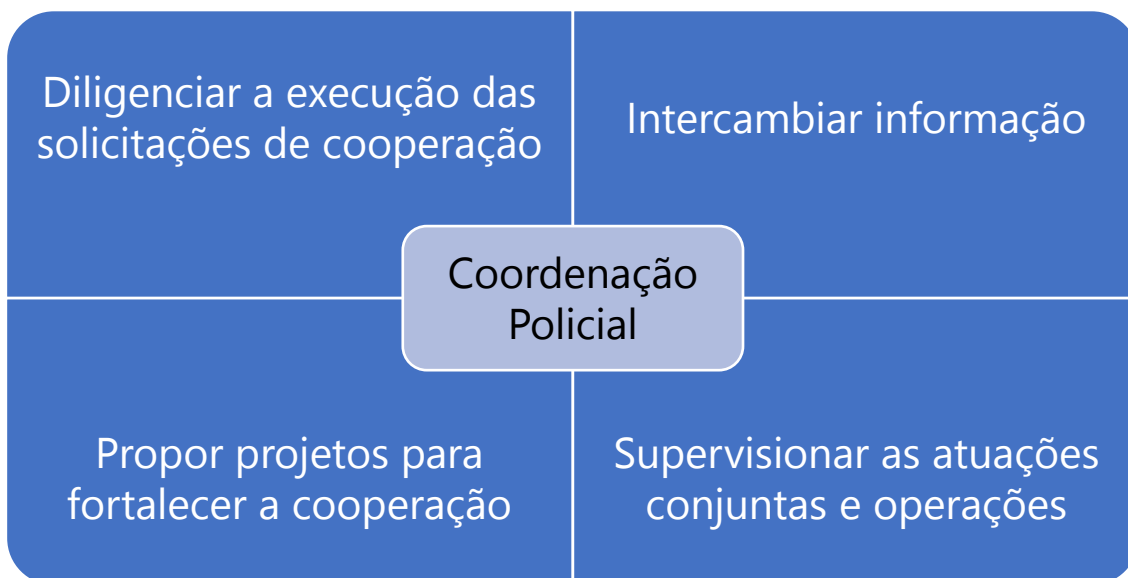 Diligenciar a execução das
solicitações de cooperação
Intercambiar informação
Coordenação
Policial
Propor projetos para
fortalecer a cooperação
Supervisionar as atuações
conjuntas e operações